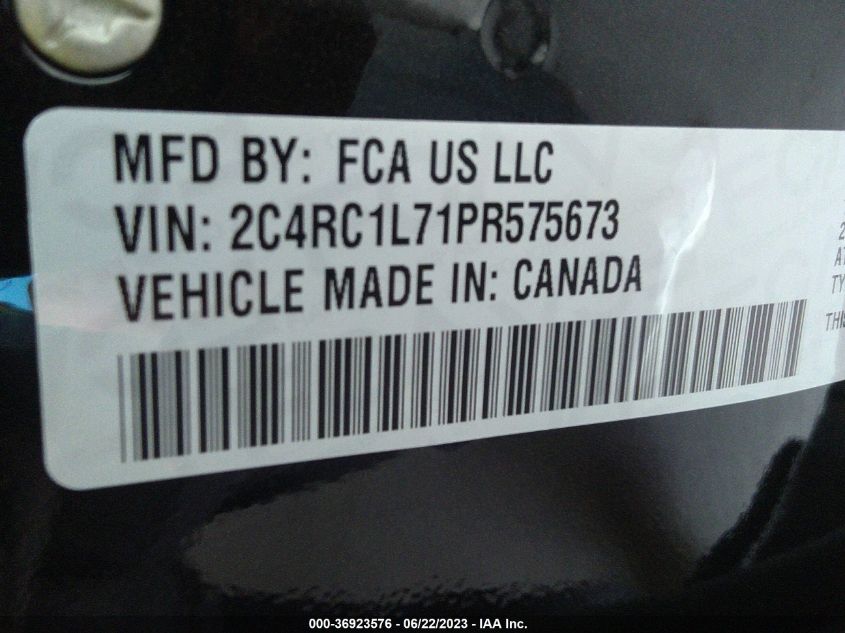 MFD BY: FCA US LLC
VIN: 2C4RC1L71PR575673
VEHICLE MADE IN: CANADA
000-36923576 - 06/22/2023 - IAA Inc.